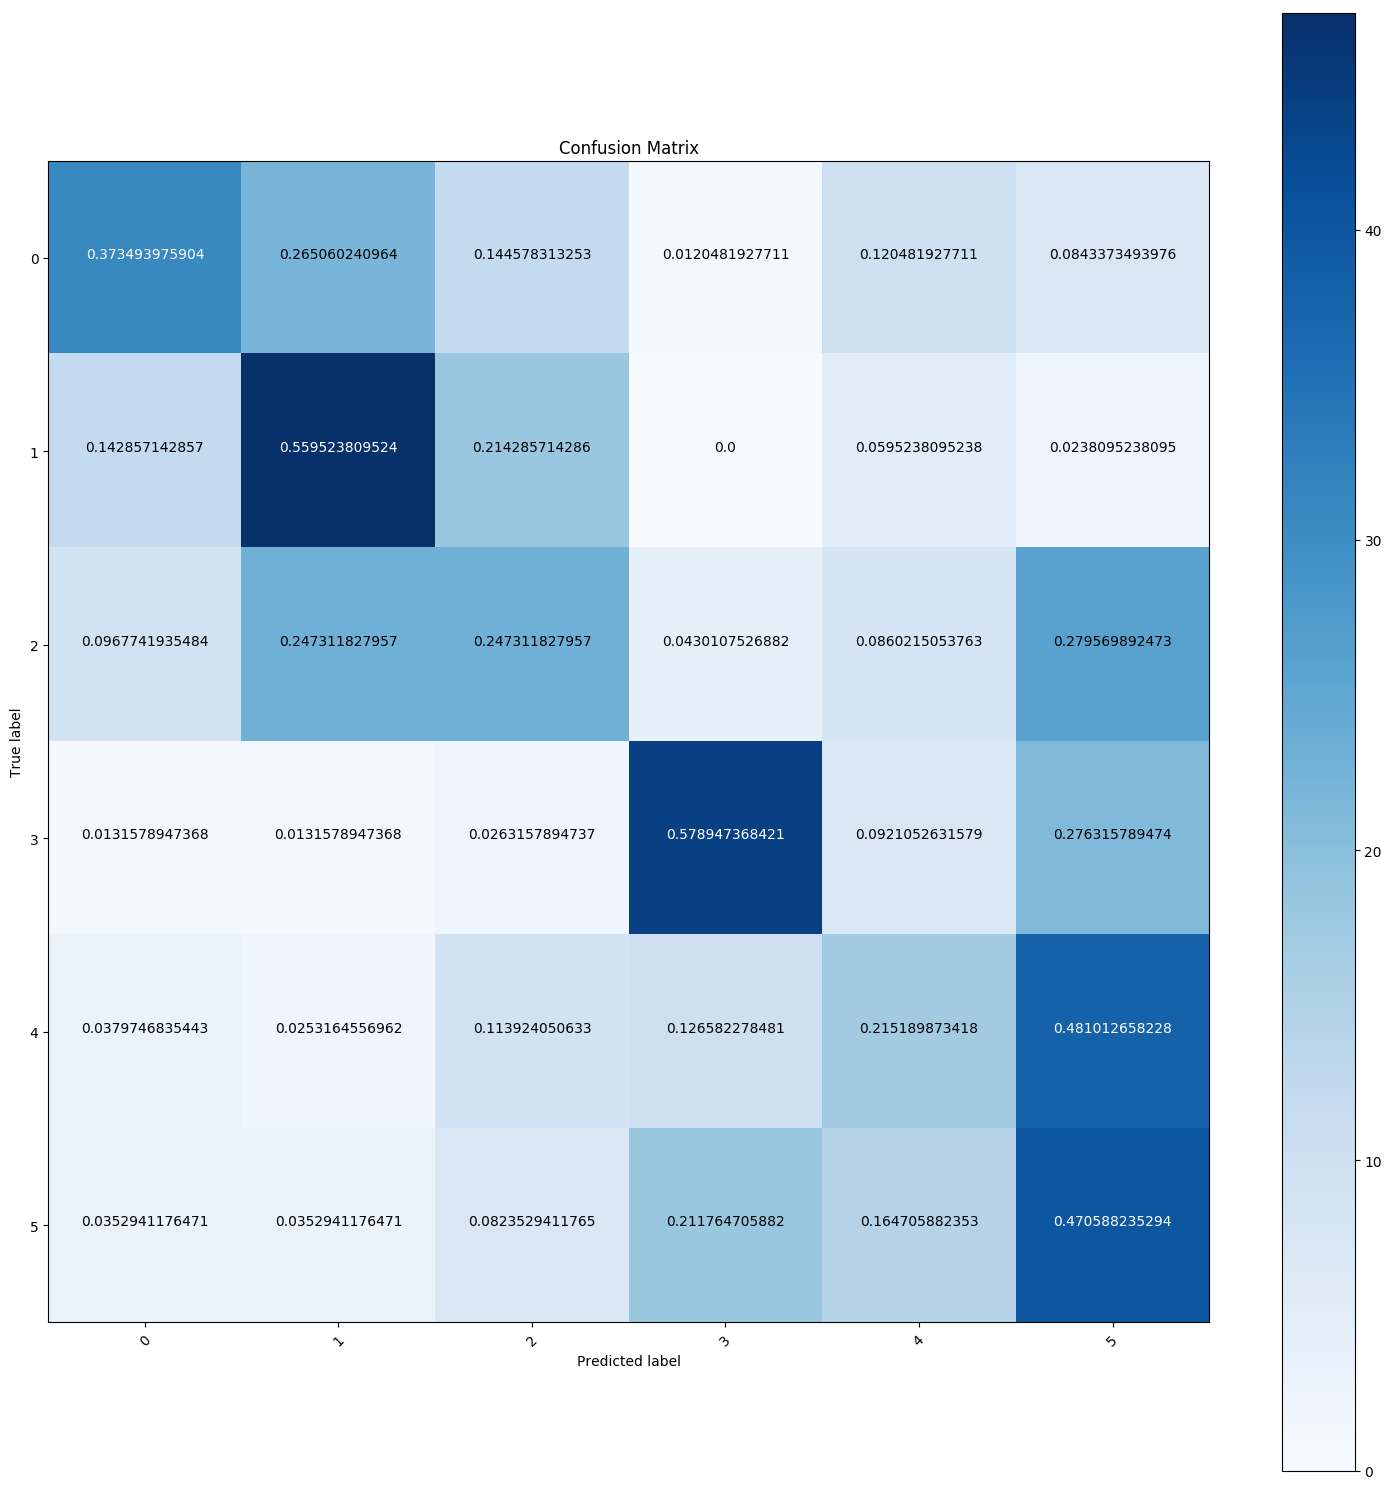 Confusion Matrix
0 0.373493975904 0.265060240964 0.144578313253 0.0120481927711 0.120481927711 0.0843373493976
1 0.142857142857 0.559523809524 0.214285714286 0.0 0.0595238095238 0.0238095238095
2 0.0967741935484 0.247311827957 0.247311827957 0.0430107526882 0.0860215053763 0.279569892473
3 0.0131578947368 0.0131578947368 0.0263157894737 0.578947368421 0.0921052631579 0.276315789474
4 0.0379746835443 0.0253164556962 0.113924050633 0.126582278481 0.215189873418 0.481012658228
5 0.0352941176471 0.0352941176471 0.0823529411765 0.211764705882 0.164705882353 0.470588235294
0 1 2 3 4 5
True label
Predicted label
40
30
20
10
0